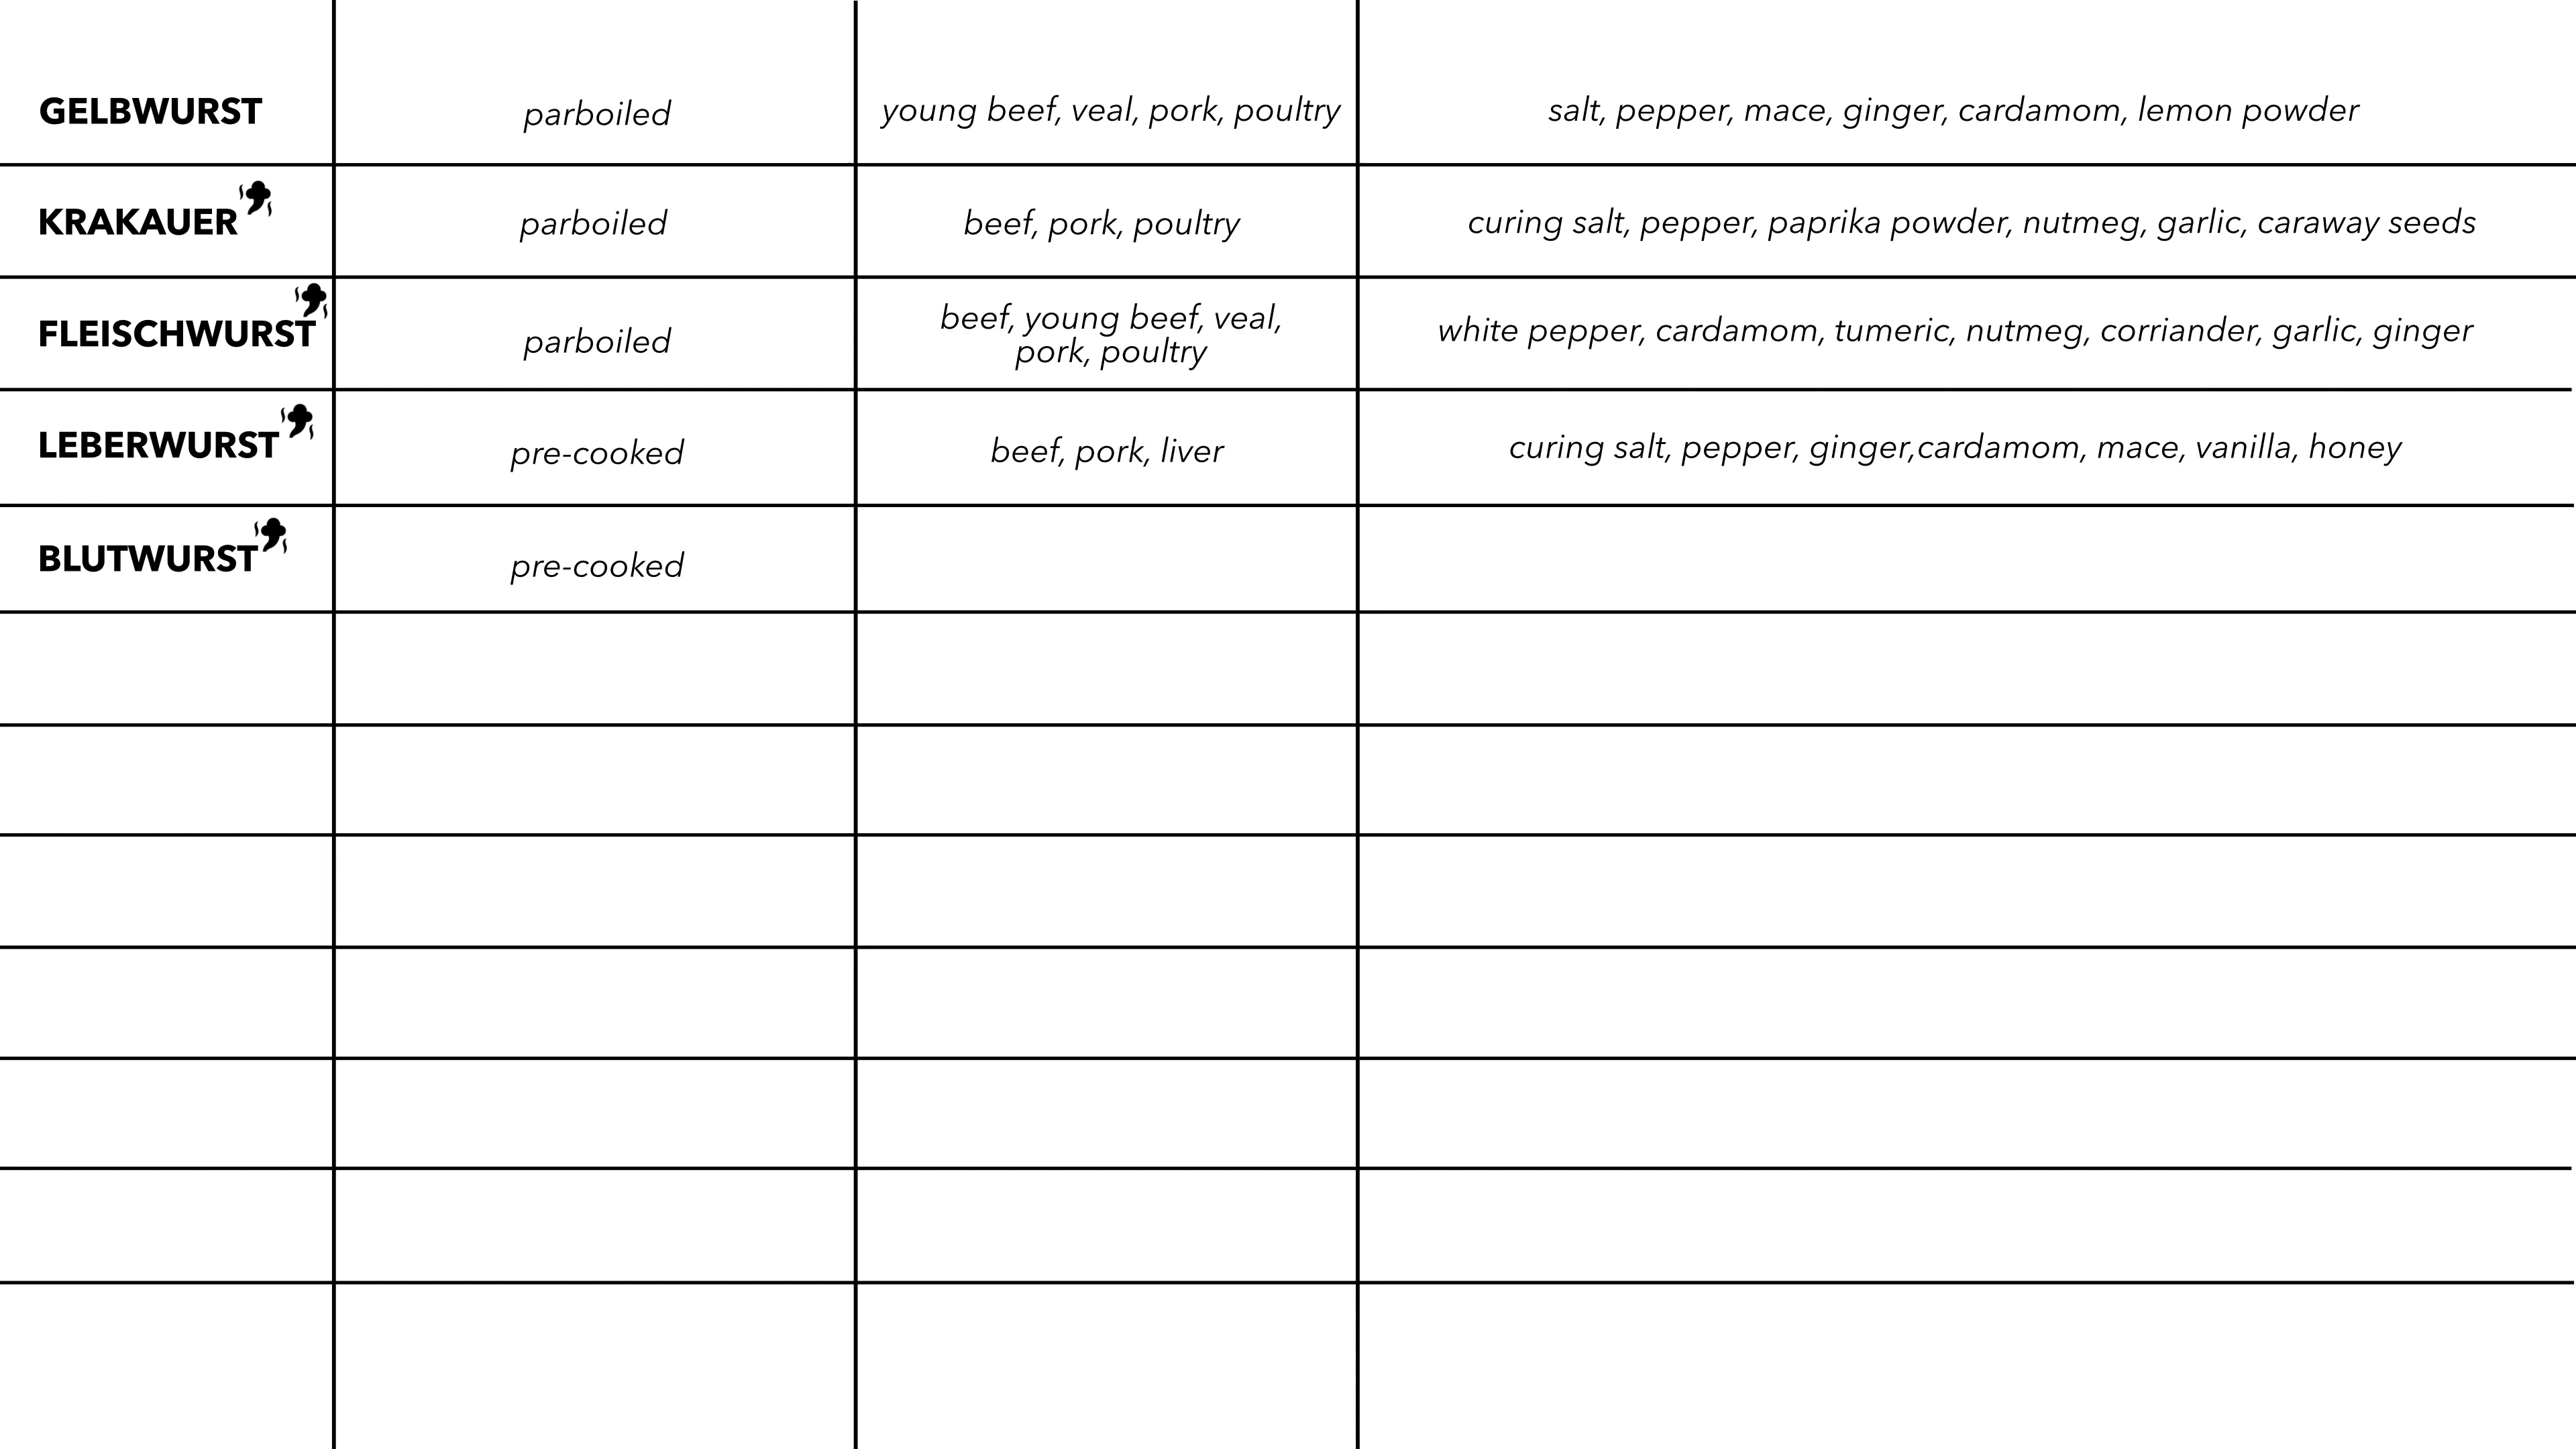 GELBWURST parboiled young beef, veal, pork, poultry salt, pepper, mace, ginger, cardamom, lemon powder
KRAKAUER parboiled beef, pork, poultry curing salt, pepper, paprika powder, nutmeg, garlic, caraway seeds
FLEISCHWURST parboiled beef, young beef, veal,
pork, poultry
white pepper, cardamom, tumeric, nutmeg, corriander, garlic, ginger
LEBERWURST pre-cooked beef, pork, liver curing salt, pepper, ginger,cardamom, mace, vanilla, honey
BLUTWURST pre-cooked